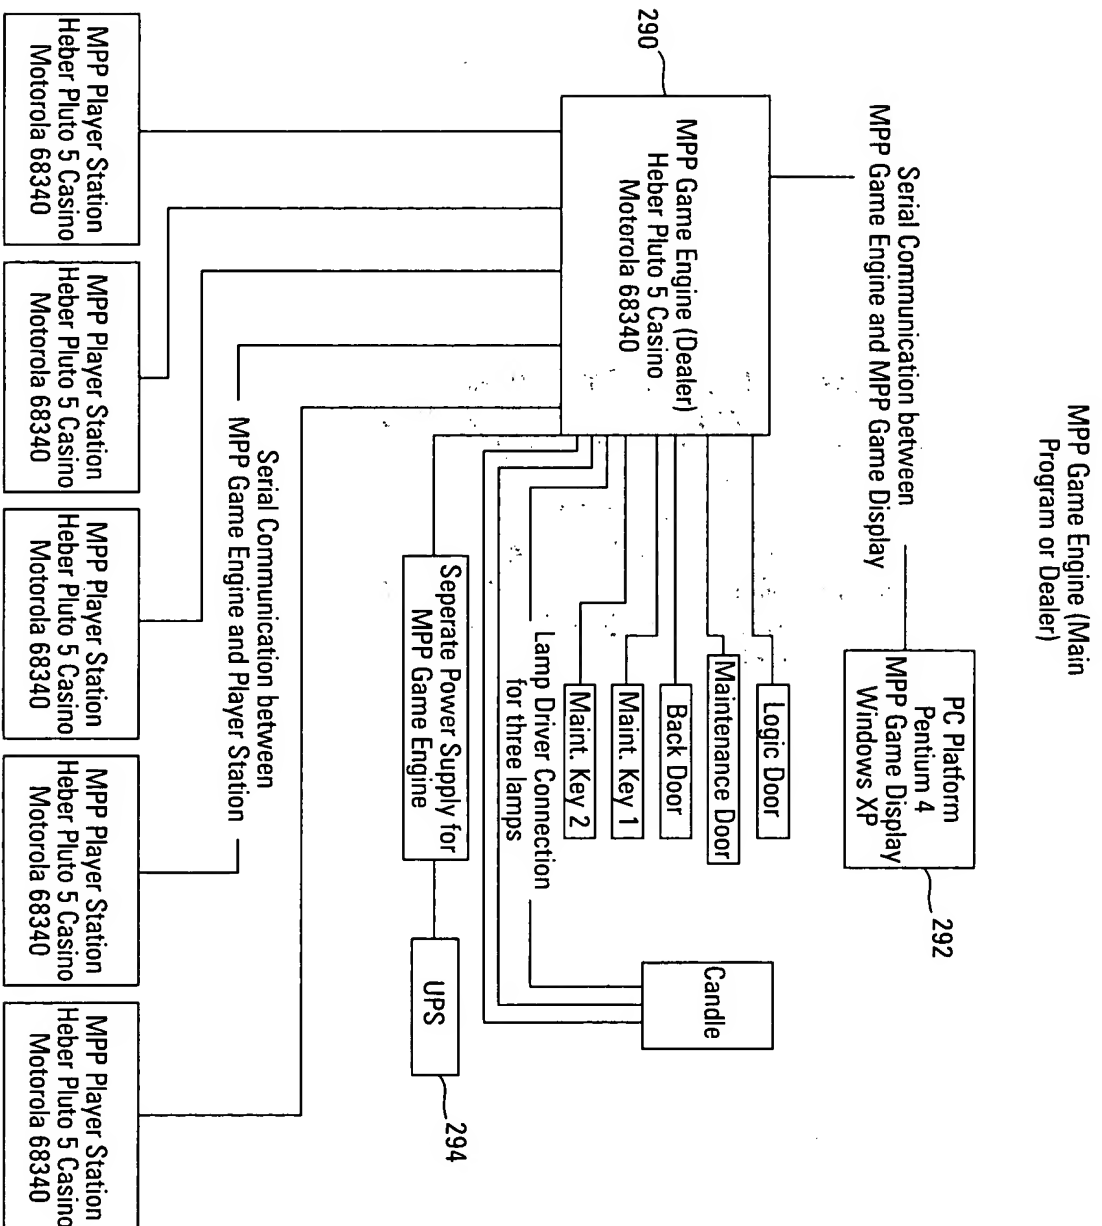 MPP Game Engine (Main
Program or Dealer)
PC Platform
Pentium 4
MPP Game Display
Windows XP
292
Serial Communication between
MPP Game Engine and MPP Game Display
290
MPP Game Engine (Dealer)
Heber Pluto 5 Casino
Motorola 68340
Logic Door
Maintenance Door
Back Door
Maint. Key 1
Maint. Key 2
Candle
Lamp Driver Connection
for three lamps
Seperate Power Supply for
MPP Game Engine
UPS
294
Serial Communication between
MPP Game Engine and Player Station
MPP Player Station
Heber Pluto 5 Casino
Motorola 68340
MPP Player Station
Heber Pluto 5 Casino
Motorola 68340
MPP Player Station
Heber Pluto 5 Casino
Motorola 68340
MPP Player Station
Heber Pluto 5 Casino
Motorola 68340
MPP Player Station
Heber Pluto 5 Casino
Motorola 68340